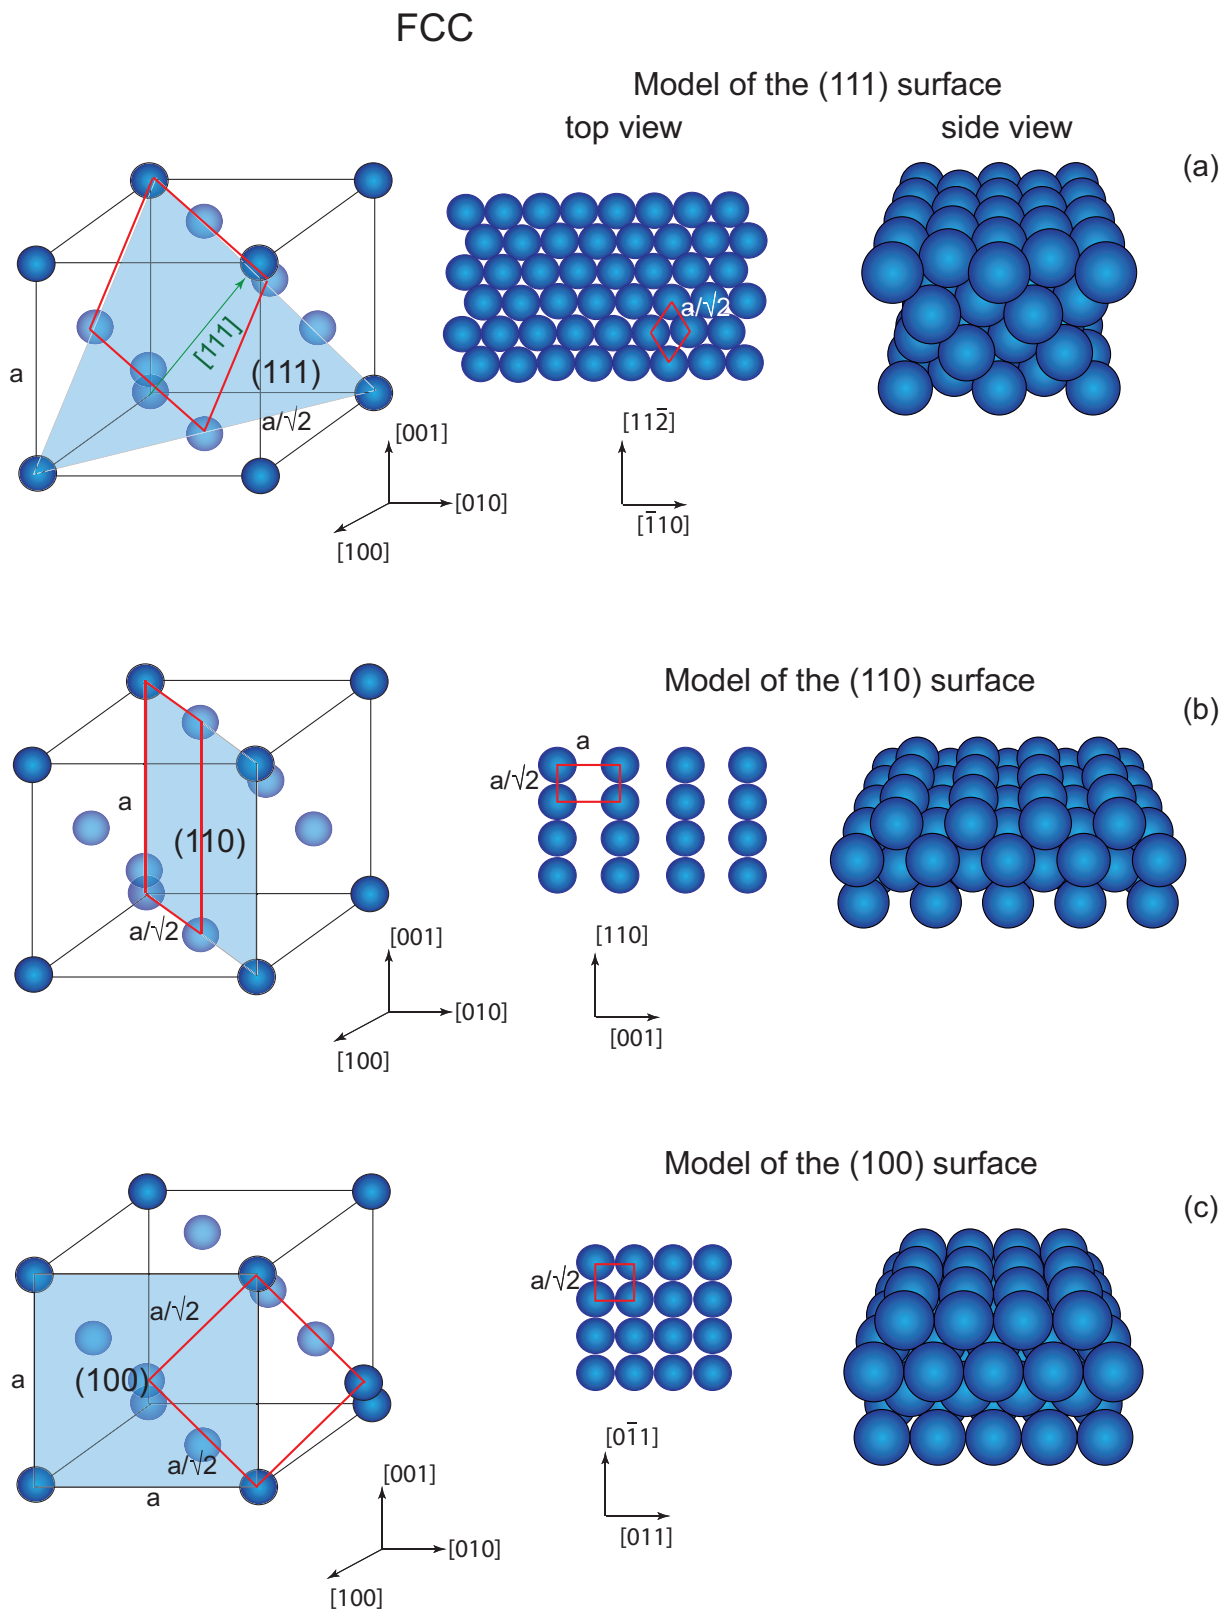 FCC
Model of the (111) surface
top view
side view
(a)
a
[111]
(111)
a/√2
a/√2
[001]
[010]
[100]
[112̅]
[1̅10]
Model of the (110) surface
(b)
a
(110)
a/√2
a
a/√2
[001]
[010]
[100]
[110]
[001]
Model of the (100) surface
(c)
a/√2
a
(100)
a/√2
a
a/√2
[001]
[010]
[100]
[01̅1]
[011]